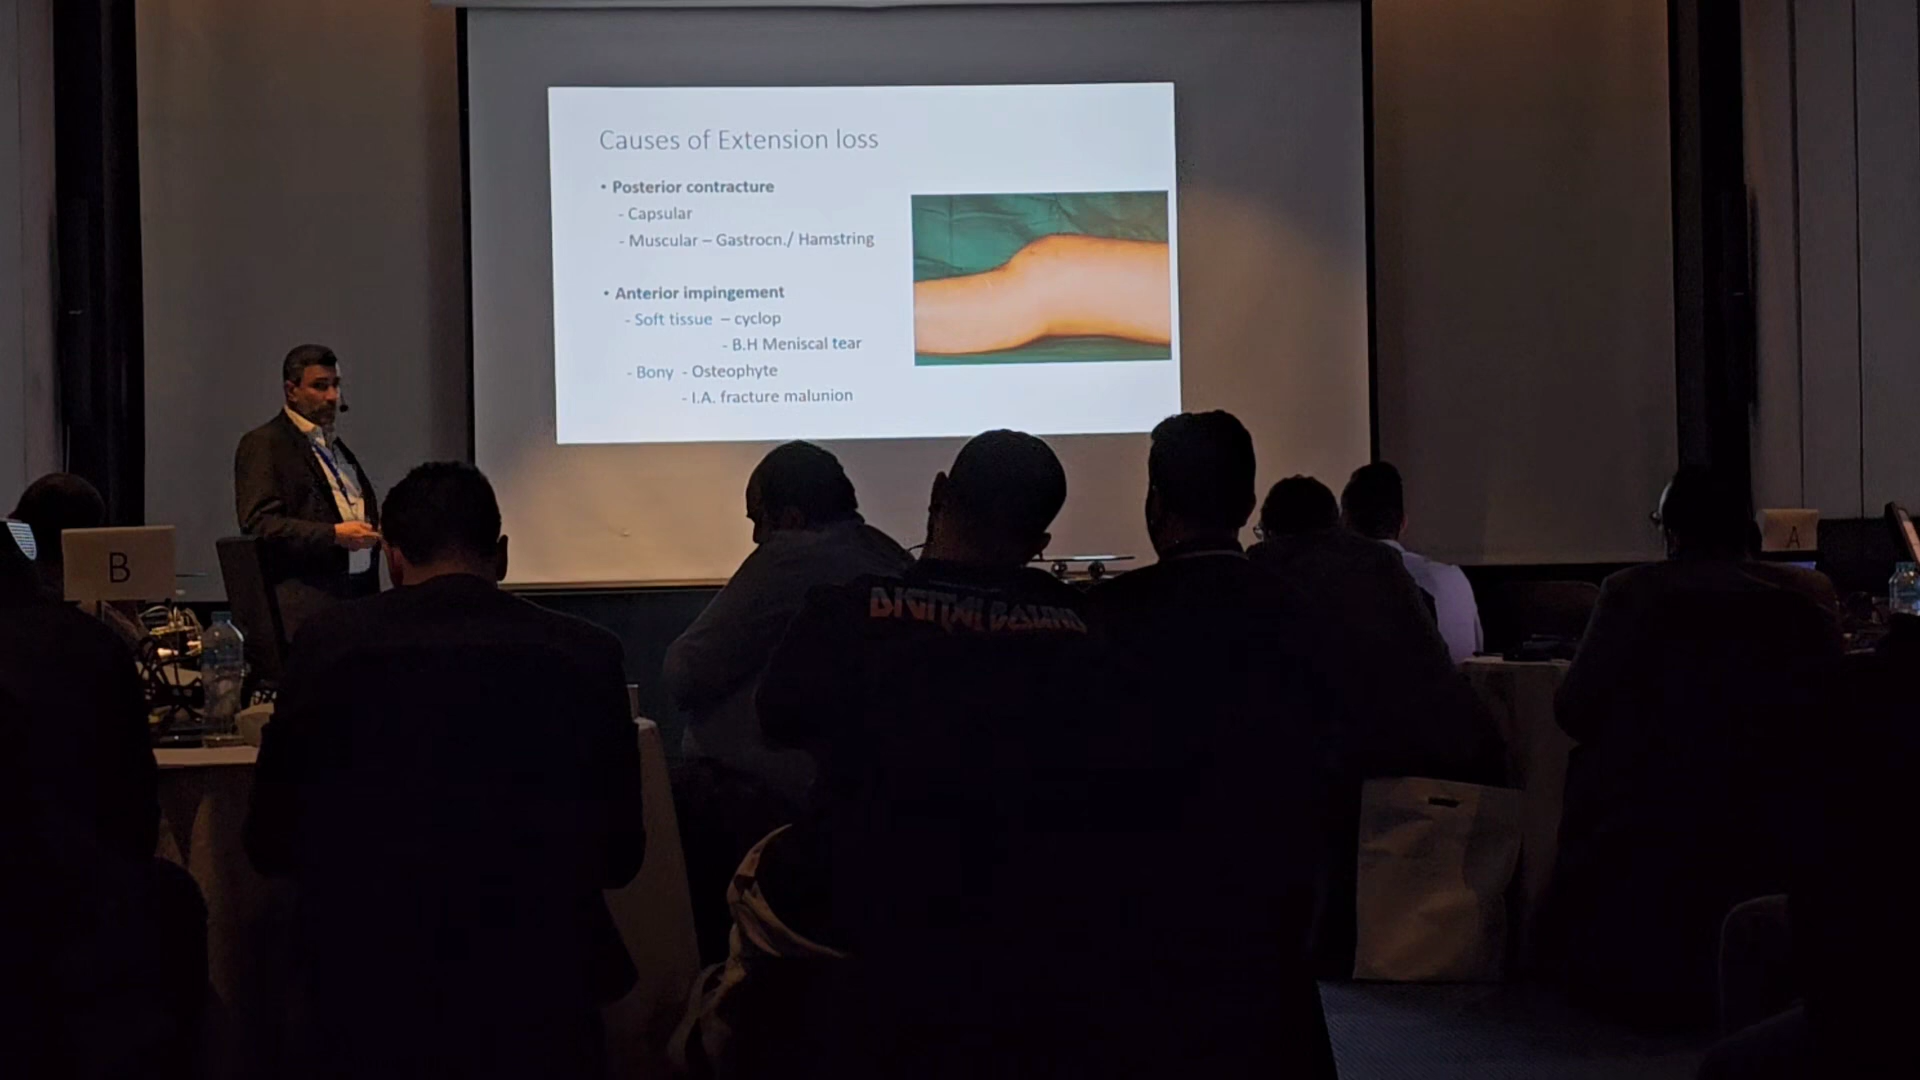 Causes of Extension loss
• Posterior contracture
- Capsular
- Muscular – Gastrocn./ Hamstring
• Anterior impingement
- Soft tissue – cyclop
- B.H Meniscal tear
- Bony - Osteophyte
- I.A. fracture malunion
B
A
DIGITAL